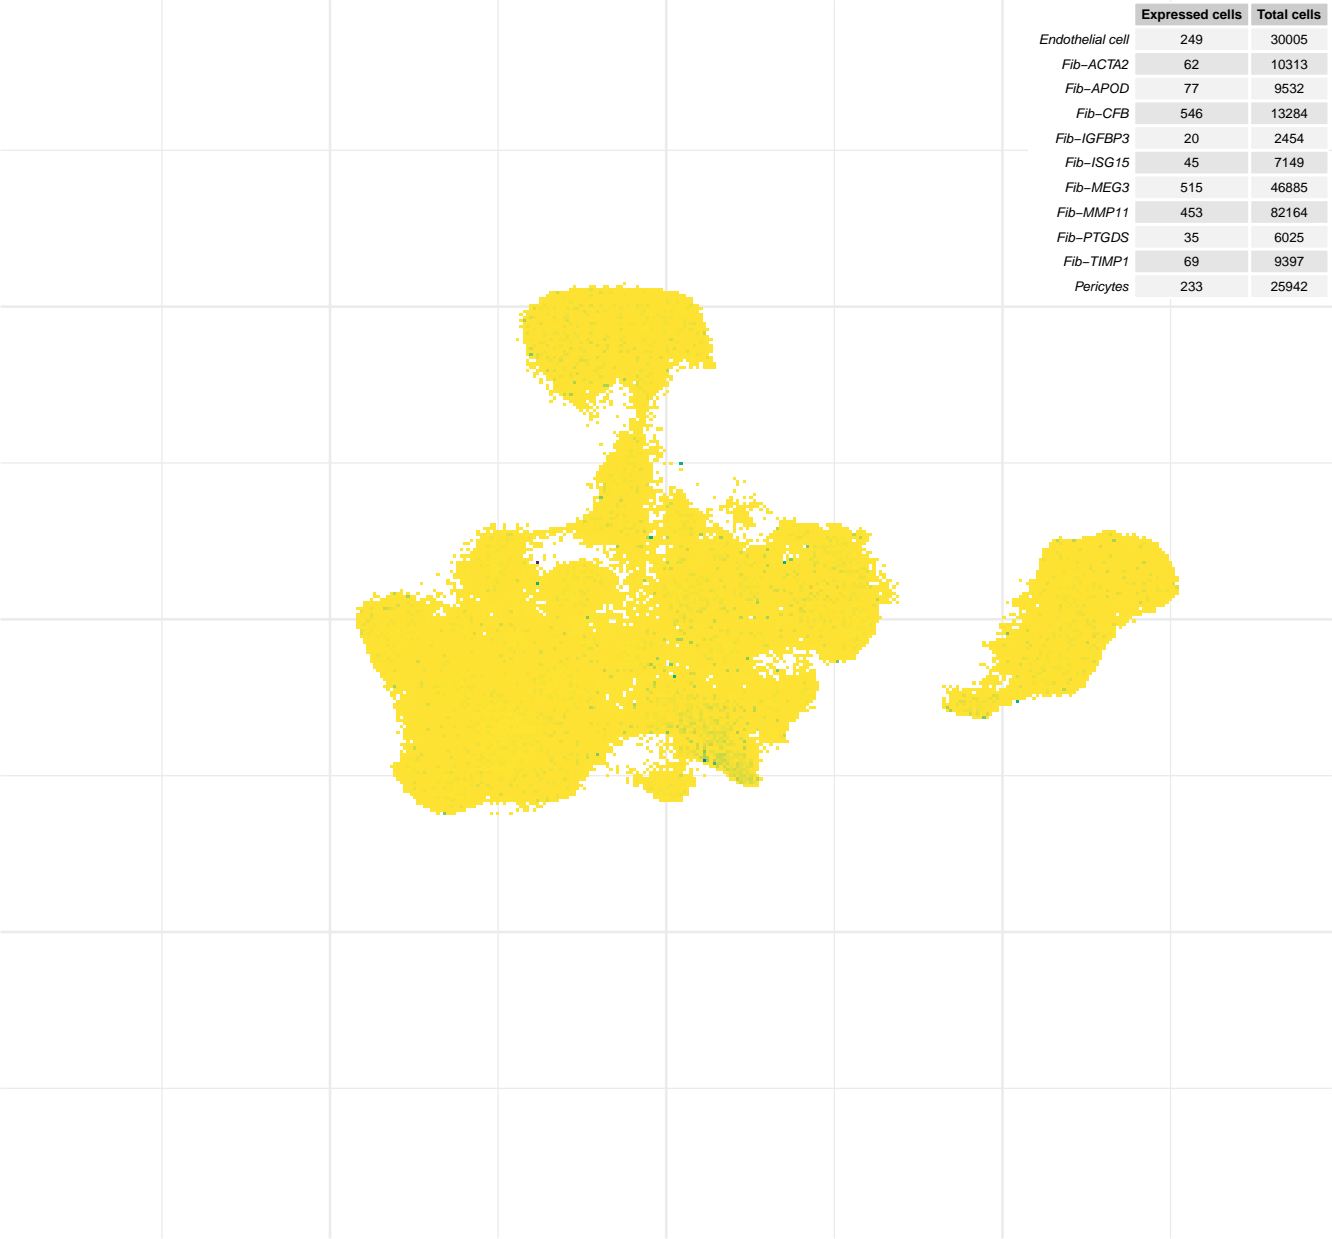 Expressed cells Total cells
Endothelial cell 249 30005
Fib−ACTA2 62 10313
Fib−APOD 77 9532
Fib−CFB 546 13284
Fib−IGFBP3 20 2454
Fib−ISG15 45 7149
Fib−MEG3 515 46885
Fib−MMP11 453 82164
Fib−PTGDS 35 6025
Fib−TIMP1 69 9397
Pericytes 233 25942